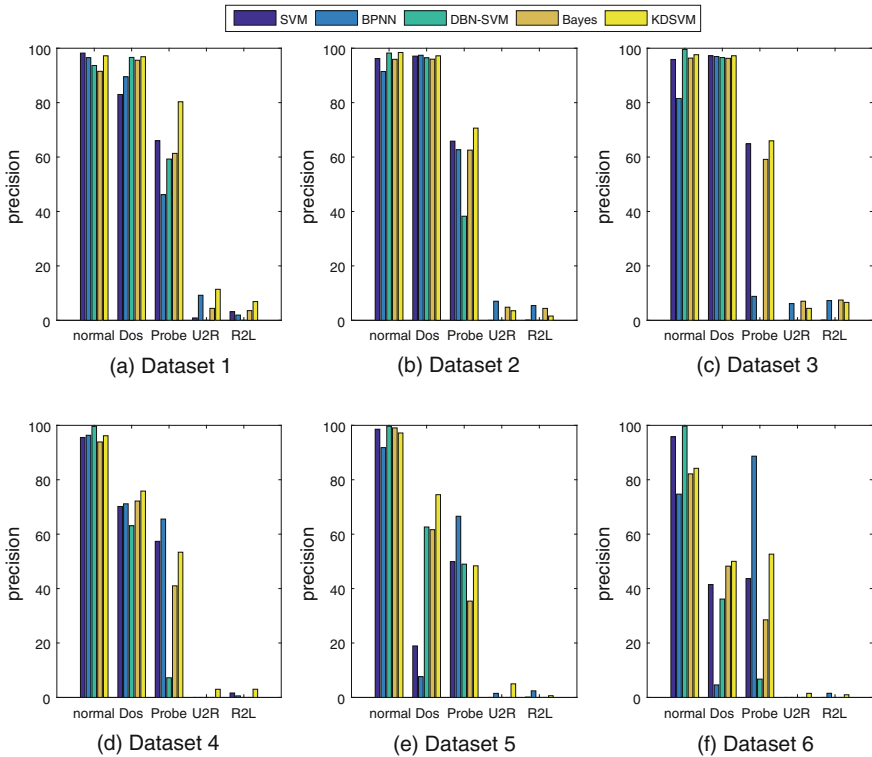 SVM BPNN DBN-SVM Bayes KDSVM
100
80
60
40
20
0
precision
normal Dos Probe U2R R2L
(a) Dataset 1
100
80
60
40
20
0
precision
normal Dos Probe U2R R2L
(b) Dataset 2
100
80
60
40
20
0
precision
normal Dos Probe U2R R2L
(c) Dataset 3
100
80
60
40
20
0
precision
normal Dos Probe U2R R2L
(d) Dataset 4
100
80
60
40
20
0
precision
normal Dos Probe U2R R2L
(e) Dataset 5
100
80
60
40
20
0
precision
normal Dos Probe U2R R2L
(f) Dataset 6